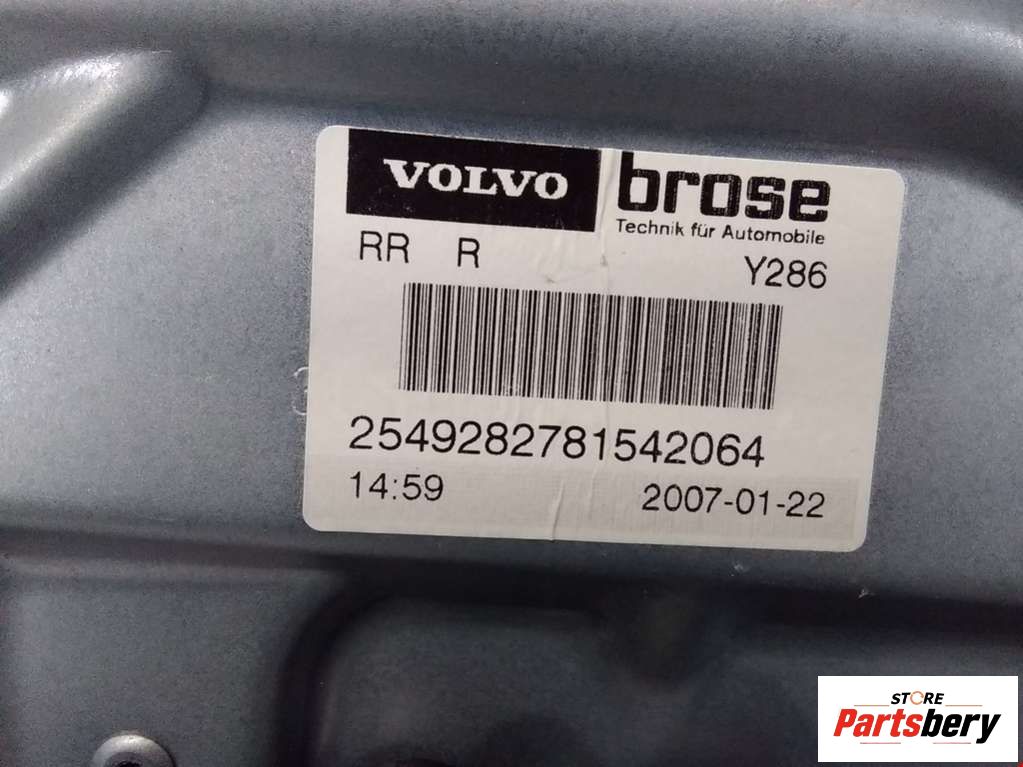 VOLVO
brose
Technik für Automobile
RR R Y286
2549282781542064
14:59 2007-01-22
STORE
Partsbery